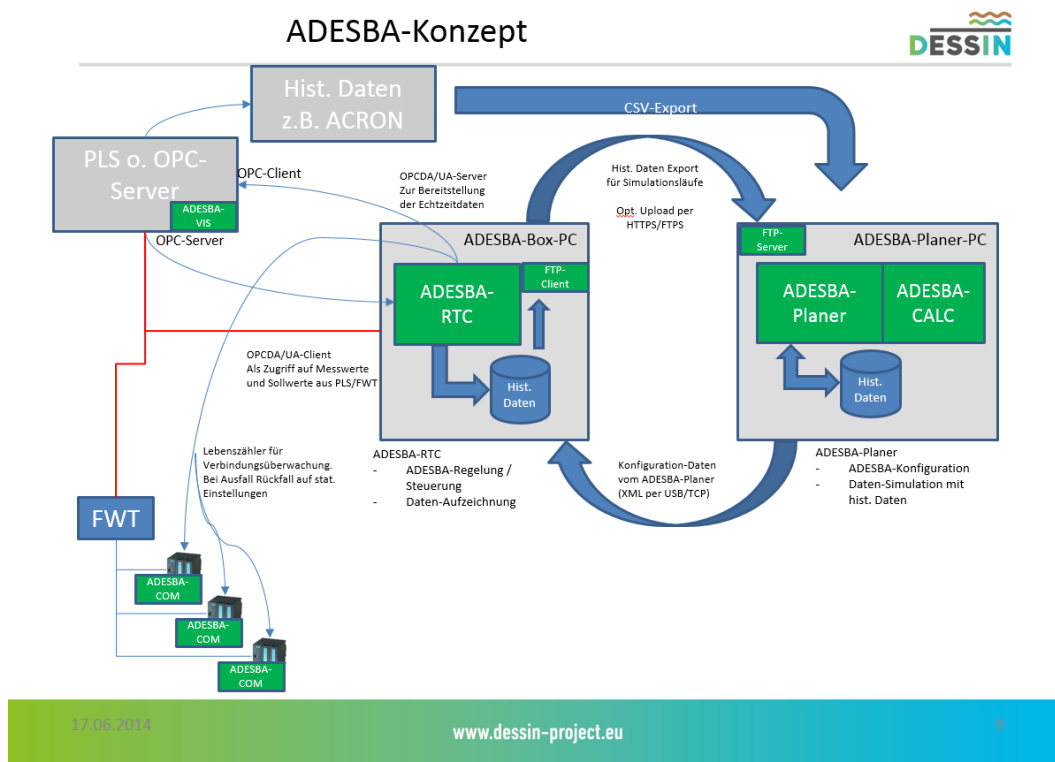 ADESBA-Konzept
DESSIN
Hist. Daten
z.B. ACRON
CSV-Export
PLS o. OPC-
Server
ADESBA-
VIS
OPC-Client
OPC-Server
OPCDA/UA-Server
Zur Bereitstellung
der Echtzeitdaten
Hist. Daten Export
für Simulationsläufe
Opt. Upload per
HTTPS/FTPS
ADESBA-Box-PC
ADESBA-
RTC
FTP-
Client
Hist.
Daten
FTP-
Server
ADESBA-Planer-PC
ADESBA-
Planer
ADESBA-
CALC
Hist.
Daten
OPCDA/UA-Client
Als Zugriff auf Messwerte
und Sollwerte aus PLS/FWT
Lebenszähler für
Verbindungsüberwachung.
Bei Ausfall Rückfall auf stat.
Einstellungen
ADESBA-RTC
- ADESBA-Regelung /
Steuerung
- Daten-Aufzeichnung
Konfiguration-Daten
vom ADESBA-Planer
(XML per USB/TCP)
ADESBA-Planer
- ADESBA-Konfiguration
- Daten-Simulation mit
hist. Daten
FWT
ADESBA-
COM
ADESBA-
COM
ADESBA-
COM
17.06.2014
www.dessin-project.eu
9